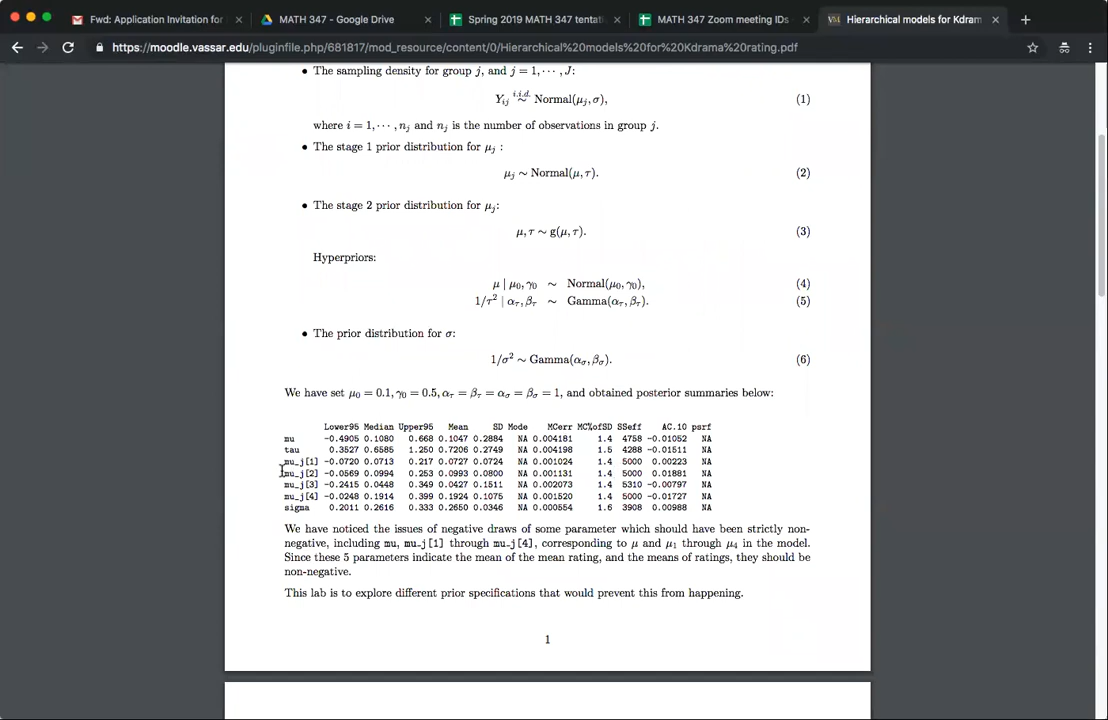 Fwd: Application Invitation for
MATH 347 - Google Drive
Spring 2019 MATH 347 tentati
MATH 347 Zoom meeting IDs -
Hierarchical models for Kdram
https://moodle.vassar.edu/pluginfile.php/681817/mod_resource/content/0/Hierarchical%20models%20for%20Kdrama%20rating.pdf
• The sampling density for group j, and j = 1, ⋯ , J:
Y_ij i.i.d. ∼ Normal(μ_j, σ), (1)
where i = 1, ⋯ , n_j and n_j is the number of observations in group j.
• The stage 1 prior distribution for μ_j :
μ_j ∼ Normal(μ, τ). (2)
• The stage 2 prior distribution for μ_j:
μ, τ ∼ g(μ, τ). (3)
Hyperpriors:
μ | μ₀, γ₀ ∼ Normal(μ₀, γ₀), (4)
1/τ² | α_τ, β_τ ∼ Gamma(α_τ, β_τ). (5)
• The prior distribution for σ:
1/σ² ∼ Gamma(α_σ, β_σ). (6)
We have set μ₀ = 0.1, γ₀ = 0.5, α_τ = β_τ = α_σ = β_σ = 1, and obtained posterior summaries below:
Lower95 Median Upper95 Mean SD Mode MCerr MC%ofSD SSeff AC.10 psrf
mu -0.4905 0.1080 0.668 0.1047 0.2884 NA 0.004181 1.4 4758 -0.01052 NA
tau 0.3527 0.6585 1.250 0.7206 0.2749 NA 0.004198 1.5 4288 -0.01511 NA
mu_j[1] -0.0720 0.0713 0.217 0.0727 0.0724 NA 0.001024 1.4 5000 0.00223 NA
mu_j[2] -0.0569 0.0994 0.253 0.0993 0.0800 NA 0.001131 1.4 5000 0.01881 NA
mu_j[3] -0.2415 0.0448 0.349 0.0427 0.1511 NA 0.002073 1.4 5310 -0.00797 NA
mu_j[4] -0.0248 0.1914 0.399 0.1924 0.1075 NA 0.001520 1.4 5000 -0.01727 NA
sigma 0.2011 0.2616 0.333 0.2650 0.0346 NA 0.000554 1.6 3908 0.00988 NA
We have noticed the issues of negative draws of some parameter which should have been strictly non-
negative, including mu, mu_j[1] through mu_j[4], corresponding to μ and μ₁ through μ₄ in the model.
Since these 5 parameters indicate the mean of the mean rating, and the means of ratings, they should be
non-negative.
This lab is to explore different prior specifications that would prevent this from happening.
1